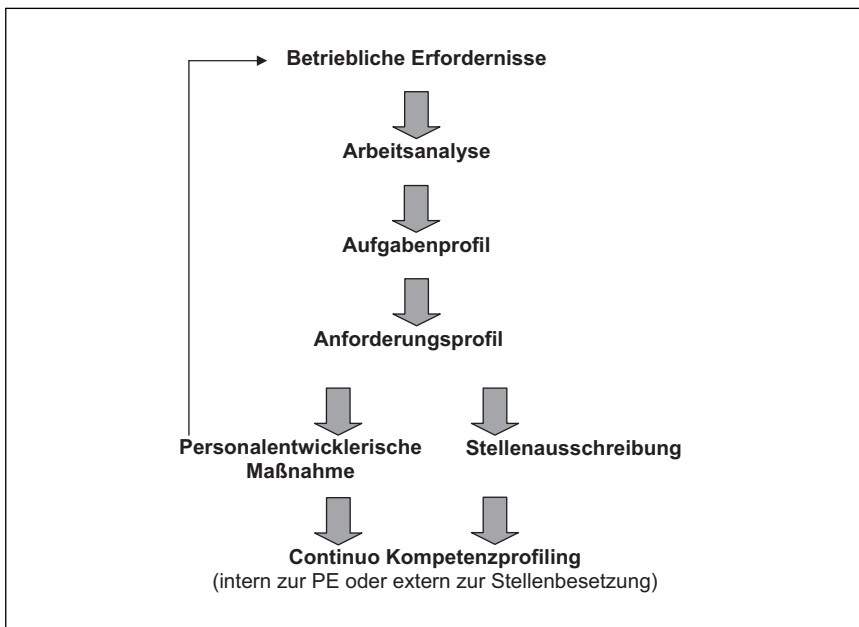 Betriebliche Erfordernisse
Arbeitsanalyse
Aufgabenprofil
Anforderungsprofil
Personalentwicklerische
Maßnahme
Stellenausschreibung
Continuo Kompetenzprofiling
(intern zur PE oder extern zur Stellenbesetzung)